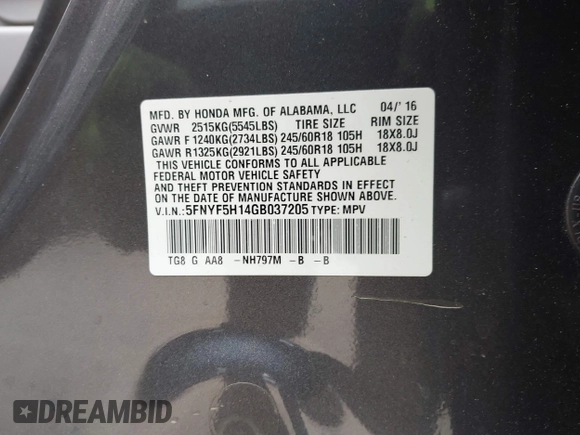 MFD. BY HONDA MFG. OF ALABAMA, LLC 04/'16
GVWR 2515KG(5545LBS) TIRE SIZE RIM SIZE
GAWR F 1240KG(2734LBS) 245/60R18 105H 18X8.0J
GAWR R1325KG(2921LBS) 245/60R18 105H 18X8.0J
THIS VEHICLE CONFORMS TO ALL APPLICABLE
FEDERAL MOTOR VEHICLE SAFETY
AND THEFT PREVENTION STANDARDS IN EFFECT
ON THE DATE OF MANUFACTURE SHOWN ABOVE.
V.I.N.: 5FNYF5H14GB037205 TYPE: MPV
TG8 G AA8 -NH797M -B -B
DREAMBID